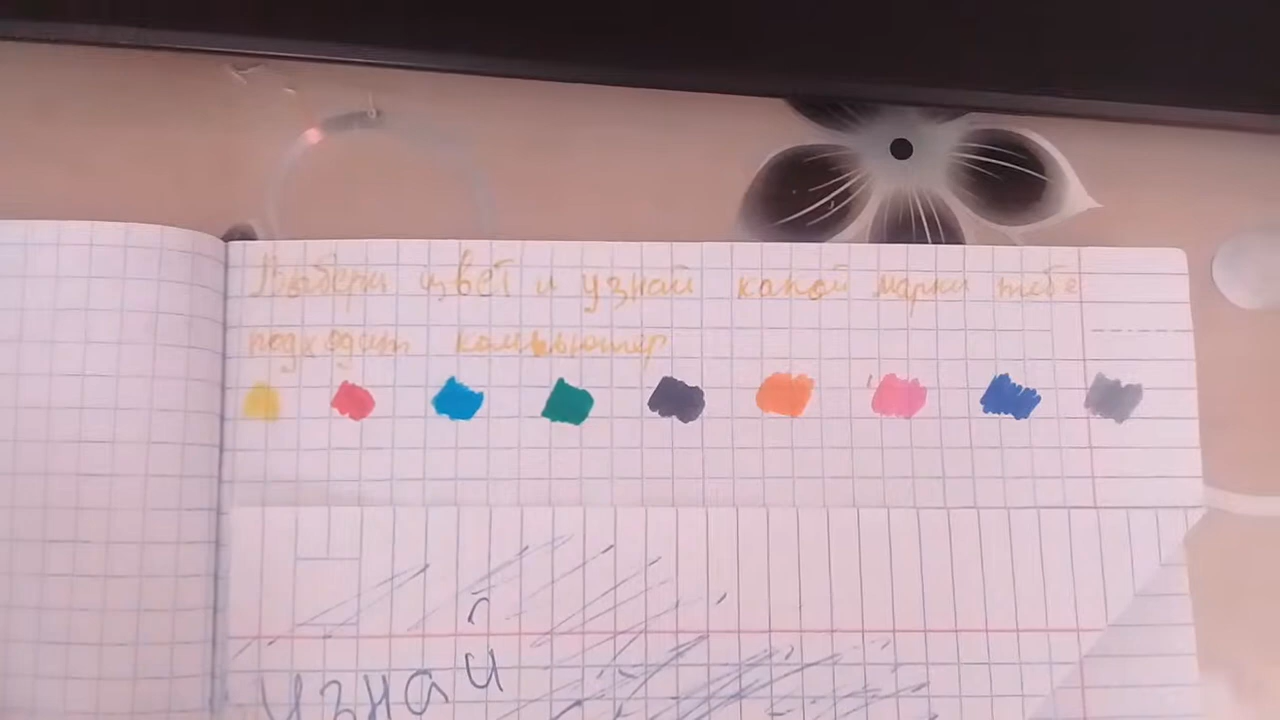 Выбери цвет и узнай какой марки тебе
подходит компьютер
узнай